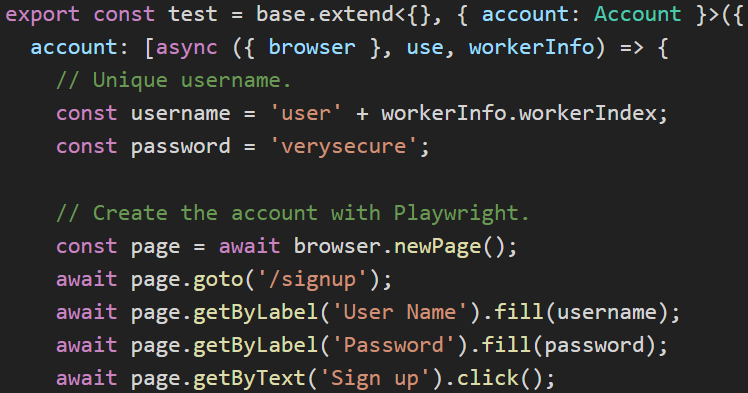 export const test = base.extend<{}, { account: Account }>({
  account: [async ({ browser }, use, workerInfo) => {
    // Unique username.
    const username = 'user' + workerInfo.workerIndex;
    const password = 'verysecure';

    // Create the account with Playwright.
    const page = await browser.newPage();
    await page.goto('/signup');
    await page.getByLabel('User Name').fill(username);
    await page.getByLabel('Password').fill(password);
    await page.getByText('Sign up').click();